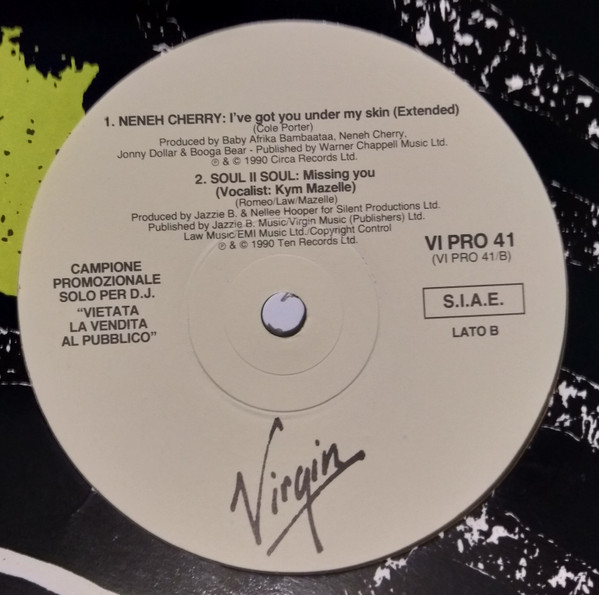 1. NENEH CHERRY: I've got you under my skin (Extended)
(Cole Porter)
Produced by Baby Afrika Bambaataa, Neneh Cherry,
Jonny Dollar & Booga Bear - Published by Warner Chappell Music Ltd.
℗ & © 1990 Circa Records Ltd.
2. SOUL II SOUL: Missing you
(Vocalist: Kym Mazelle)
(Romeo/Law/Mazelle)
Produced by Jazzie B. & Nellee Hooper for Silent Productions Ltd.
Published by Jazzie B. Music/Virgin Music (Publishers) Ltd.
Law Music/EMI Music Ltd./Copyright Control
℗ & © 1990 Ten Records Ltd.
CAMPIONE
PROMOZIONALE
SOLO PER D.J.
"VIETATA
LA VENDITA
AL PUBBLICO"
VI PRO 41
(VI PRO 41/B)
S.I.A.E.
LATO B
Virgin